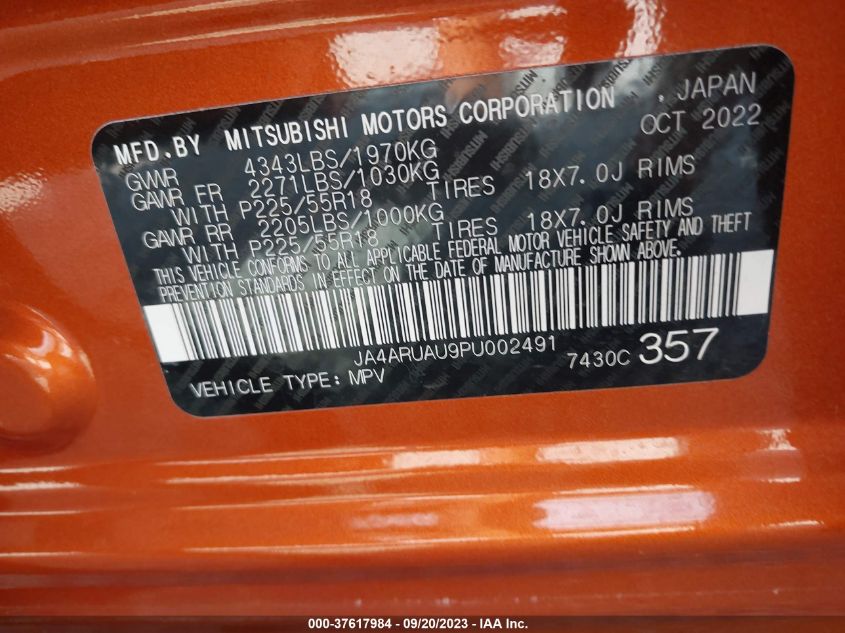 MFD.BY MITSUBISHI MOTORS CORPORATION , JAPAN
OCT 2022
GVWR 4343LBS/1970KG
GAWR FR 2271LBS/1030KG
WITH P225/55R18 TIRES 18X7.0J RIMS
GAWR RR 2205LBS/1000KG
WITH P225/55R18 TIRES 18X7.0J RIMS
THIS VEHICLE CONFORMS TO ALL APPLICABLE FEDERAL MOTOR VEHICLE SAFETY AND THEFT
PREVENTION STANDARDS IN EFFECT ON THE DATE OF MANUFACTURE SHOWN ABOVE.
JA4ARUAU9PU002491
7430C 357
VEHICLE TYPE: MPV
000-37617984 - 09/20/2023 - IAA Inc.